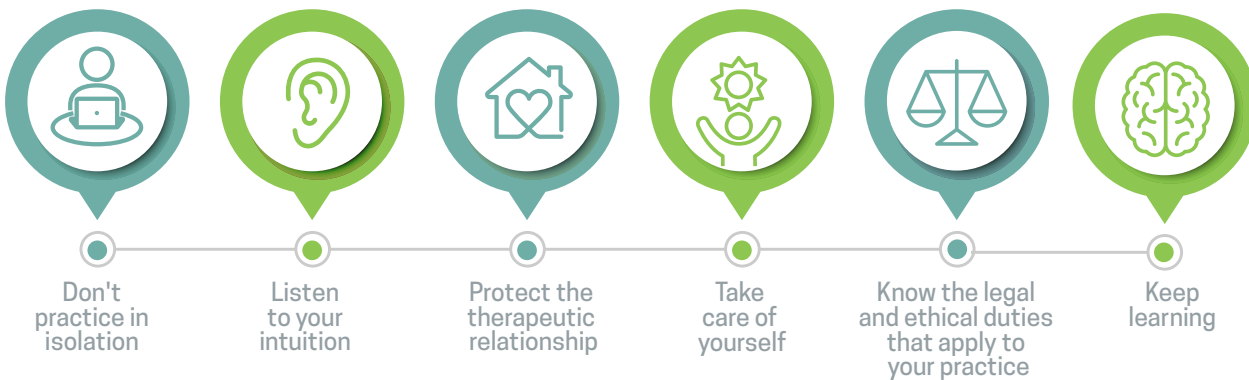 Don't
practice in
isolation
Listen
to your
intuition
Protect the
therapeutic
relationship
Take
care of
yourself
Know the legal
and ethical duties
that apply to
your practice
Keep
learning